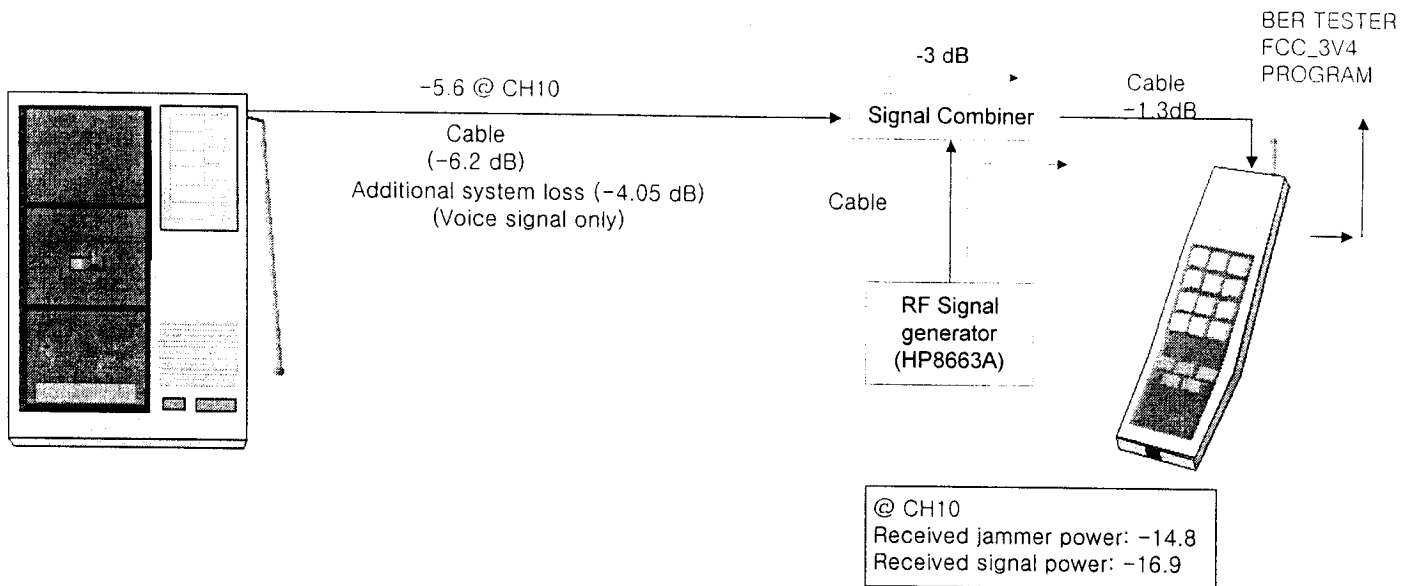 BER TESTER
FCC_3V4
PROGRAM
-3 dB
-5.6 @ CH10
Cable
-1.3dB
Signal Combiner
Cable
(-6.2 dB)
Additional system loss (-4.05 dB)
(Voice signal only)
Cable
RF Signal
generator
(HP8663A)
@ CH10
Received jammer power: -14.8
Received signal power: -16.9